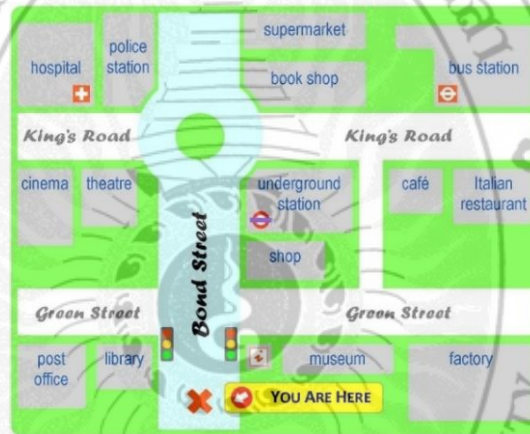 supermarket
police
station
hospital
book shop
bus station
King's Road
King's Road
cinema
theatre
underground
station
café
Italian
restaurant
Bond Street
shop
Green Street
Green Street
post
office
library
museum
factory
YOU ARE HERE